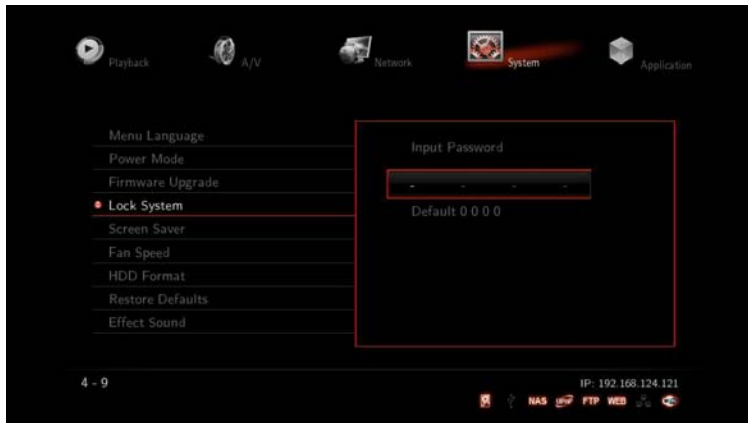 Playback
A/V
Network
System
Application
Menu Language
Power Mode
Firmware Upgrade
Lock System
Screen Saver
Fan Speed
HDD Format
Restore Defaults
Effect Sound
Input Password
- - - -
Default 0 0 0 0
4 - 9
IP: 192.168.124.121
NAS UPnP FTP WEB